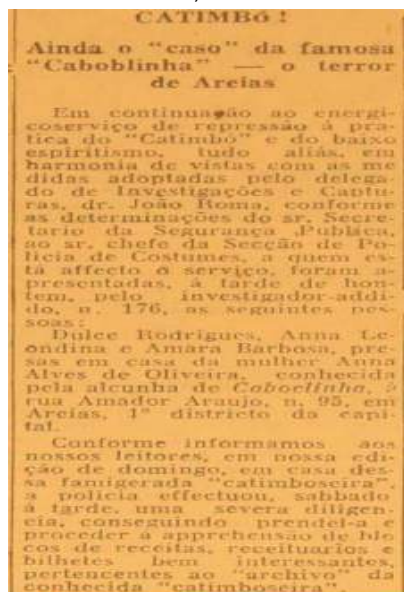 CATIMBÓ !
Ainda o "caso" da famosa
"Caboblinha" — o terror
de Areias
Em continuação ao energi-
coserviço de repressão á pra-
tica do "Catimbó" e do baixo
espiritismo, tudo aliás, em
harmonia de vistas com as me
didas adoptadas pelo delega-
do de Investigações e Captu-
ras, dr. João Roma, conforme
as determinações do sr. Secre-
tario da Segurança Publica,
ao sr. chefe da Secção de Po-
licia de Costumes, a quem es-
tá affecto o serviço, foram a-
presentadas, á tarde de hon-
tem, pelo investigador-addi-
do, n. 176, as seguintes pes-
soas:
Dulce Rodrigues, Anna Le-
ondina e Amara Barbosa, pre-
sas em casa da mulher Anna
Alves de Oliveira, conhecida
pela alcunha de Caboclinha, á
rua Amador Araujo, n. 95, em
Areias, 1º districto da capi-
tal.
Conforme informamos aos
nossos leitores, em nossa edi-
ção de domingo, em casa des-
sa famigerada "catimboseira",
a policia effectuou, sabbado
á tarde, uma severa diligen-
cia, conseguindo prendel-a e
proceder á apprehensão de blo
cos de receitas, receituarios e
bilhetes bem interessantes,
pertencentes ao "archivo" da
conhecida "catimboseira".